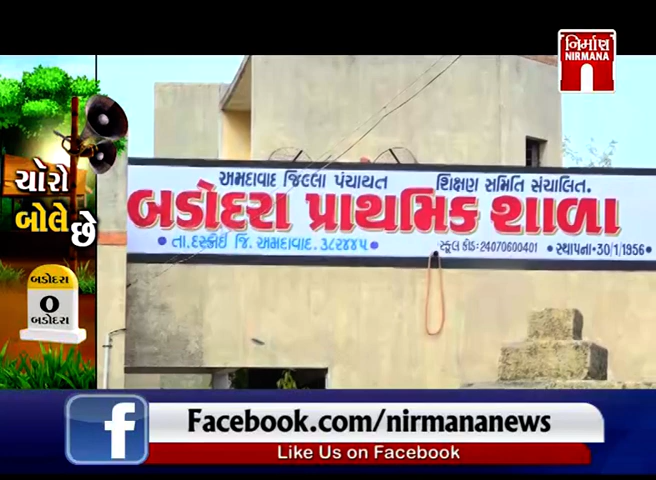 નિર્માણ
NIRMANA
અમદાવાદ જિલ્લા પંચાયત શિક્ષણ સમિતિ સંચાલિત.
બડોદરા પ્રાથમિક શાળા
• તા.દસ્ક્રોઈ જિ. અમદાવાદ. ૩૮૨૪૪૫ • સ્કૂલ કોડ:- 24070600401 • સ્થાપના • 30/1/1956 •
ચોરો
બોલે
છે
બડોદરા
0
બડોદરા
Facebook.com/nirmananews
Like Us on Facebook